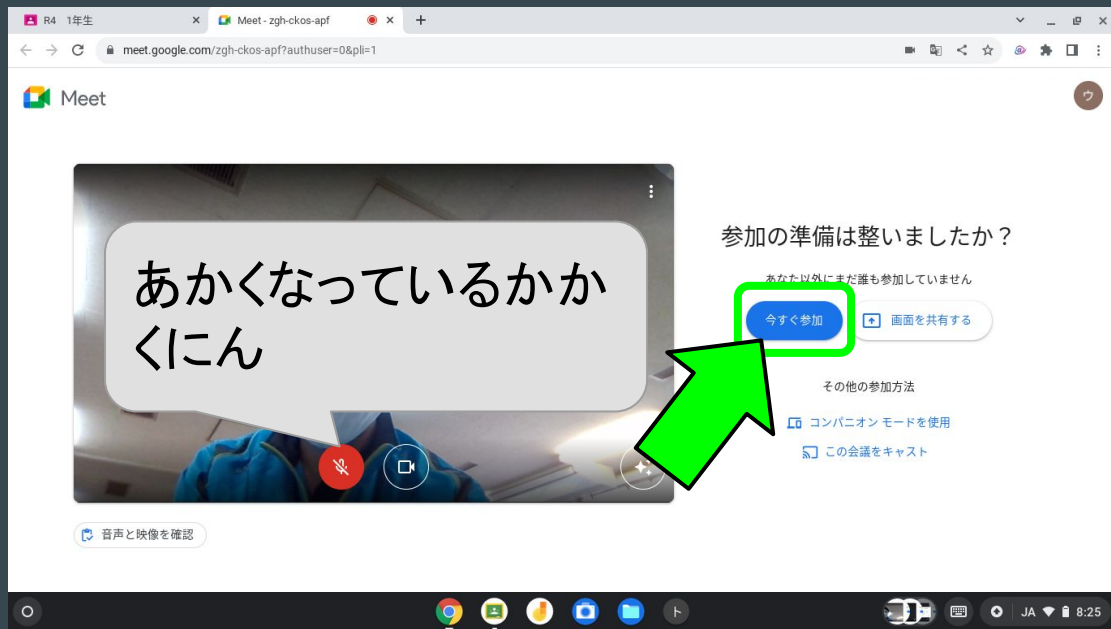 R4 1年生
Meet - zgh-ckos-apf
meet.google.com/zgh-ckos-apf?authuser=0&pli=1
Meet
ウ
あかくなっているかか
くにん
参加の準備は整いましたか？
あなた以外にまだ誰も参加していません
今すぐ参加
画面を共有する
その他の参加方法
コンパニオン モードを使用
この会議をキャスト
音声と映像を確認
ト
JA
8:25